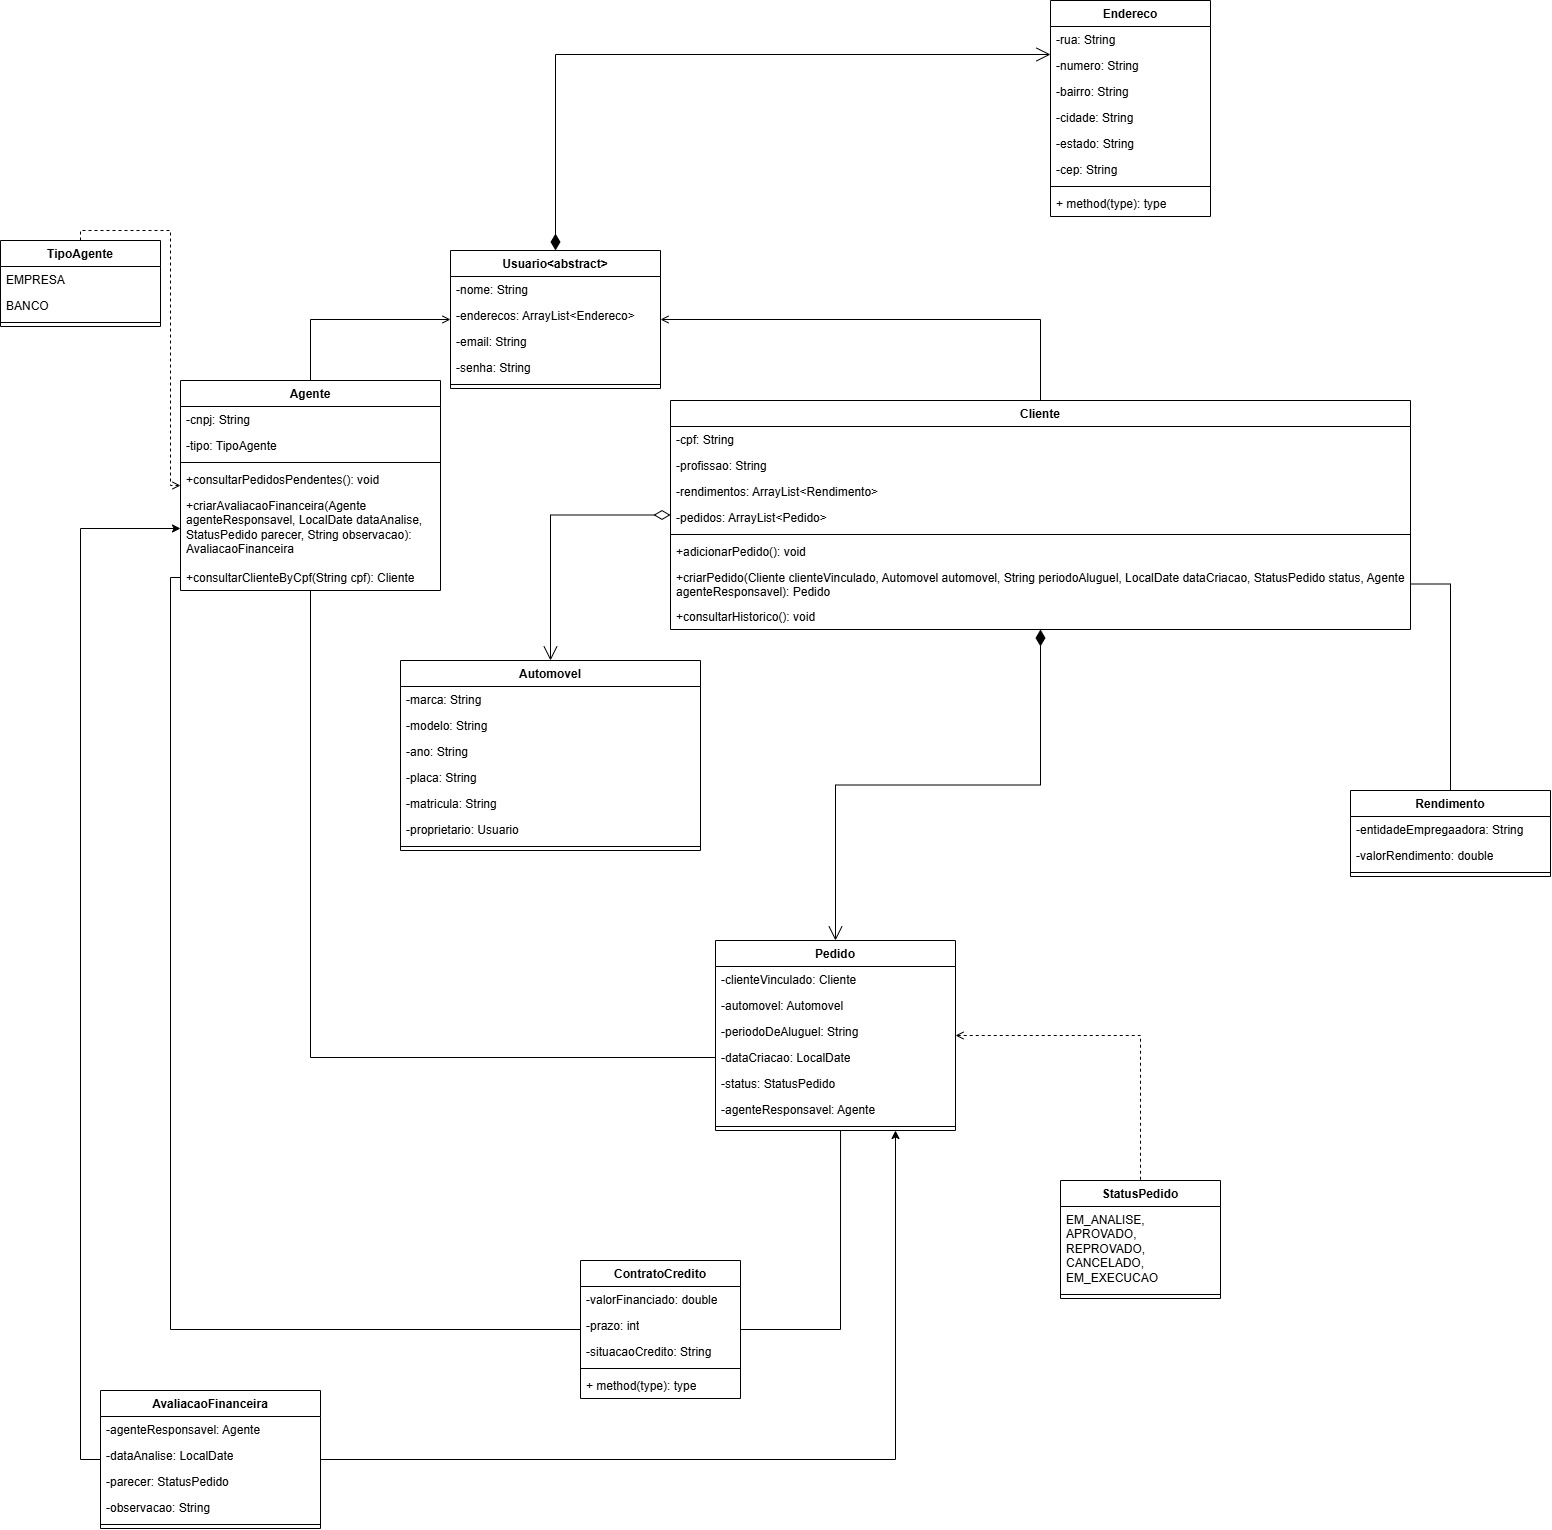 Endereco
-rua: String
-numero: String
-bairro: String
-cidade: String
-estado: String
-cep: String
+ method(type): type
TipoAgente
EMPRESA
BANCO
Usuario<abstract>
-nome: String
-enderecos: ArrayList<Endereco>
-email: String
-senha: String
Agente
-cnpj: String
-tipo: TipoAgente
+consultarPedidosPendentes(): void
+criarAvaliacaoFinanceira(Agente
agenteResponsavel, LocalDate dataAnalise,
StatusPedido parecer, String observacao):
AvaliacaoFinanceira
+consultarClienteByCpf(String cpf): Cliente
Cliente
-cpf: String
-profissao: String
-rendimentos: ArrayList<Rendimento>
-pedidos: ArrayList<Pedido>
+adicionarPedido(): void
+criarPedido(Cliente clienteVinculado, Automovel automovel, String periodoAluguel, LocalDate dataCriacao, StatusPedido status, Agente
agenteResponsavel): Pedido
+consultarHistorico(): void
Automovel
-marca: String
-modelo: String
-ano: String
-placa: String
-matricula: String
-proprietario: Usuario
Rendimento
-entidadeEmpregaadora: String
-valorRendimento: double
Pedido
-clienteVinculado: Cliente
-automovel: Automovel
-periodoDeAluguel: String
-dataCriacao: LocalDate
-status: StatusPedido
-agenteResponsavel: Agente
StatusPedido
EM_ANALISE,
APROVADO,
REPROVADO,
CANCELADO,
EM_EXECUCAO
ContratoCredito
-valorFinanciado: double
-prazo: int
-situacaoCredito: String
+ method(type): type
AvaliacaoFinanceira
-agenteResponsavel: Agente
-dataAnalise: LocalDate
-parecer: StatusPedido
-observacao: String